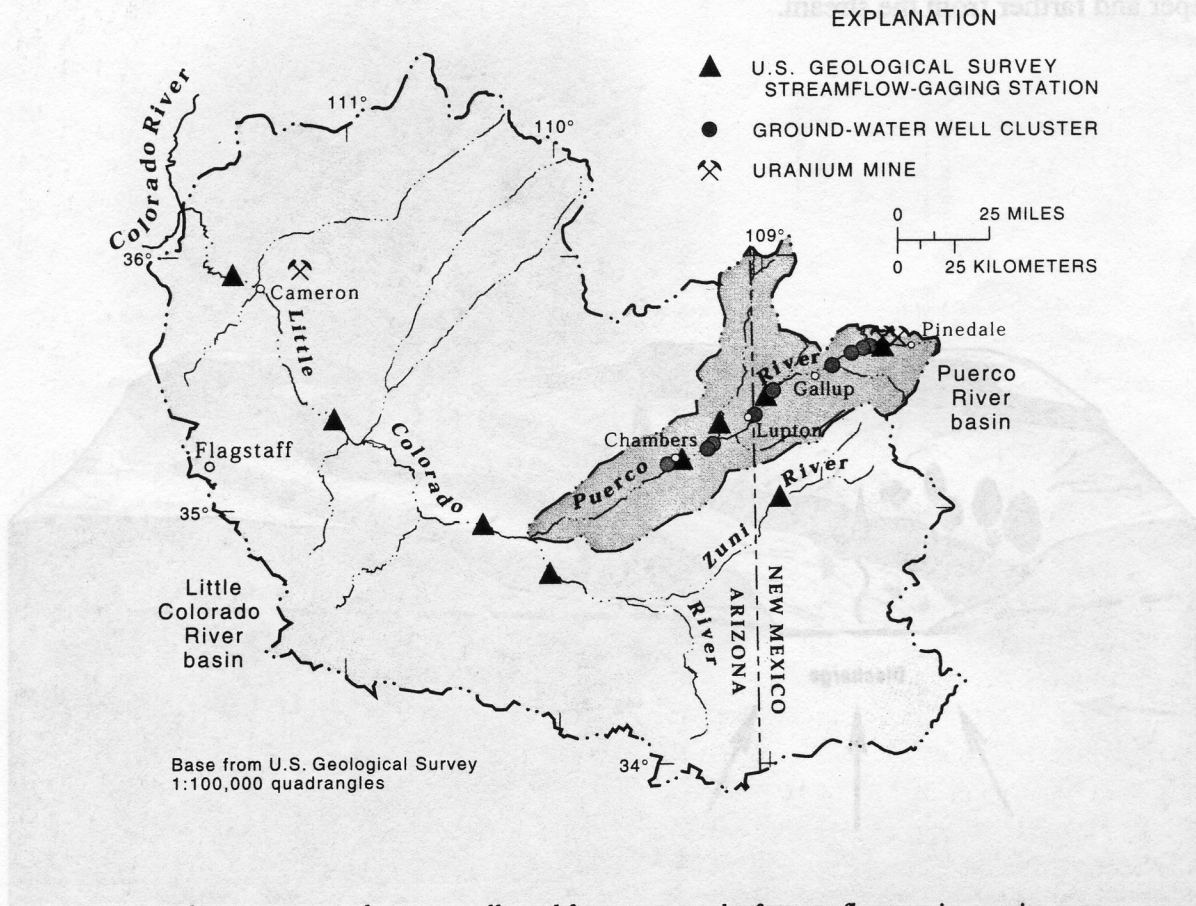 per and farther from the stream.
EXPLANATION
U.S. GEOLOGICAL SURVEY
STREAMFLOW-GAGING STATION
GROUND-WATER WELL CLUSTER
URANIUM MINE
0 25 MILES
0 25 KILOMETERS
111°
110°
109°
36°
35°
34°
Colorado River
Cameron
Little
Colorado
River
Flagstaff
Pinedale
River
Gallup
Puerco
River
basin
Lupton
Chambers
Puerco
River
Zuni
NEW MEXICO
ARIZONA
Little
Colorado
River
basin
Discharge
Base from U.S. Geological Survey
1:100,000 quadrangles